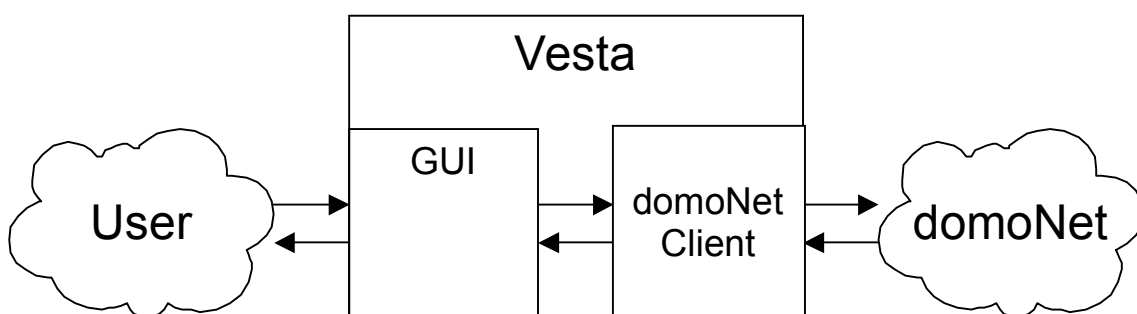 Vesta
GUI
User
domoNet
Client
domoNet